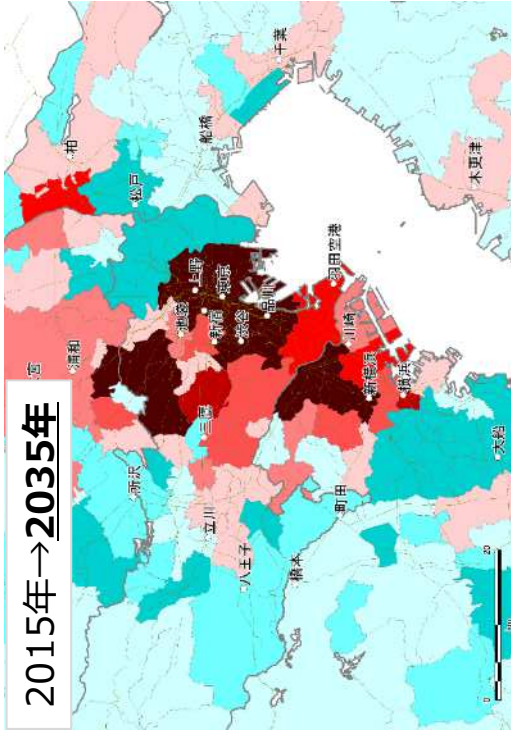 2015年→2035年
宮
浦和
柏
松戸
所沢
池袋
上野
新宿
東京
三鷹
渋谷
立川
品川
船橋
千葉
八王子
羽田空港
川崎
橋本
町田
新横浜
横浜
木更津
大船
0
20